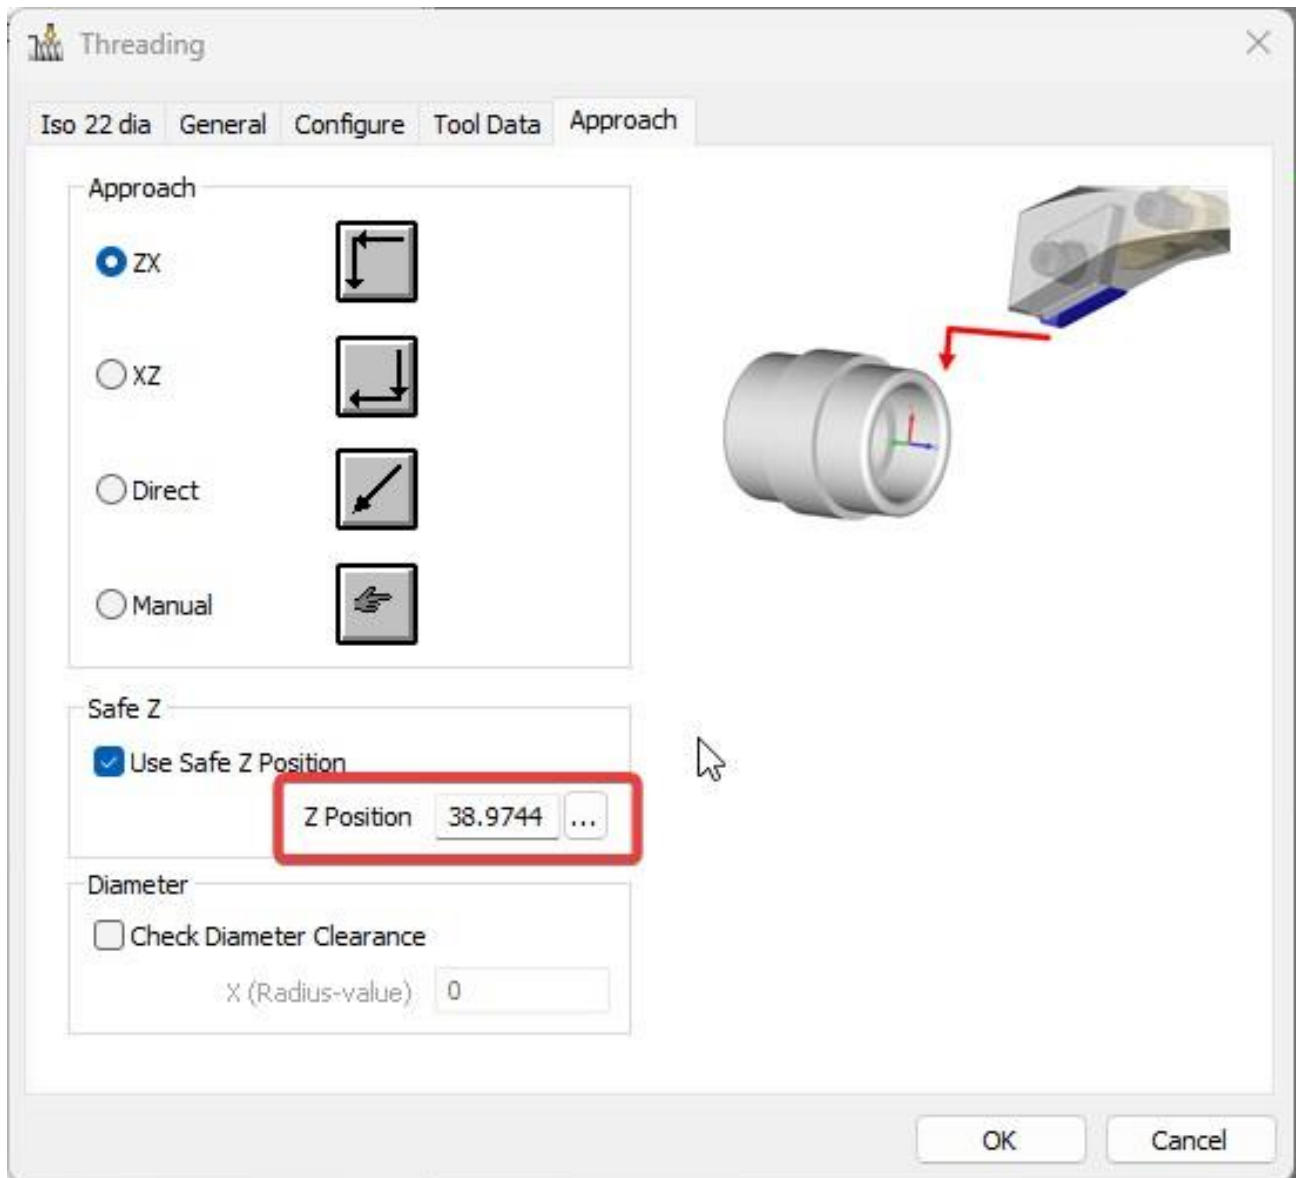 Threading
Iso 22 dia General Configure Tool Data Approach
Approach
ZX
XZ
Direct
Manual
Safe Z
Use Safe Z Position
Z Position 38.9744 ...
Diameter
Check Diameter Clearance
X (Radius-value) 0
OK Cancel